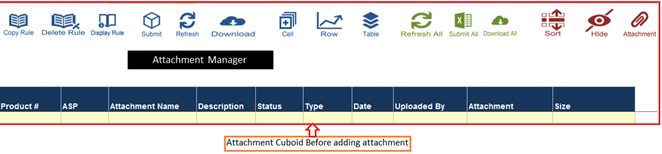 Copy Rule Delete Rule Display Rule Submit Refresh Download Cell Row Table Refresh All Submit All Download All Sort Hide Attachment
Attachment Manager
Product # ASP Attachment Name Description Status Type Date Uploaded By Attachment Size
Attachment Cuboid Before adding attachment